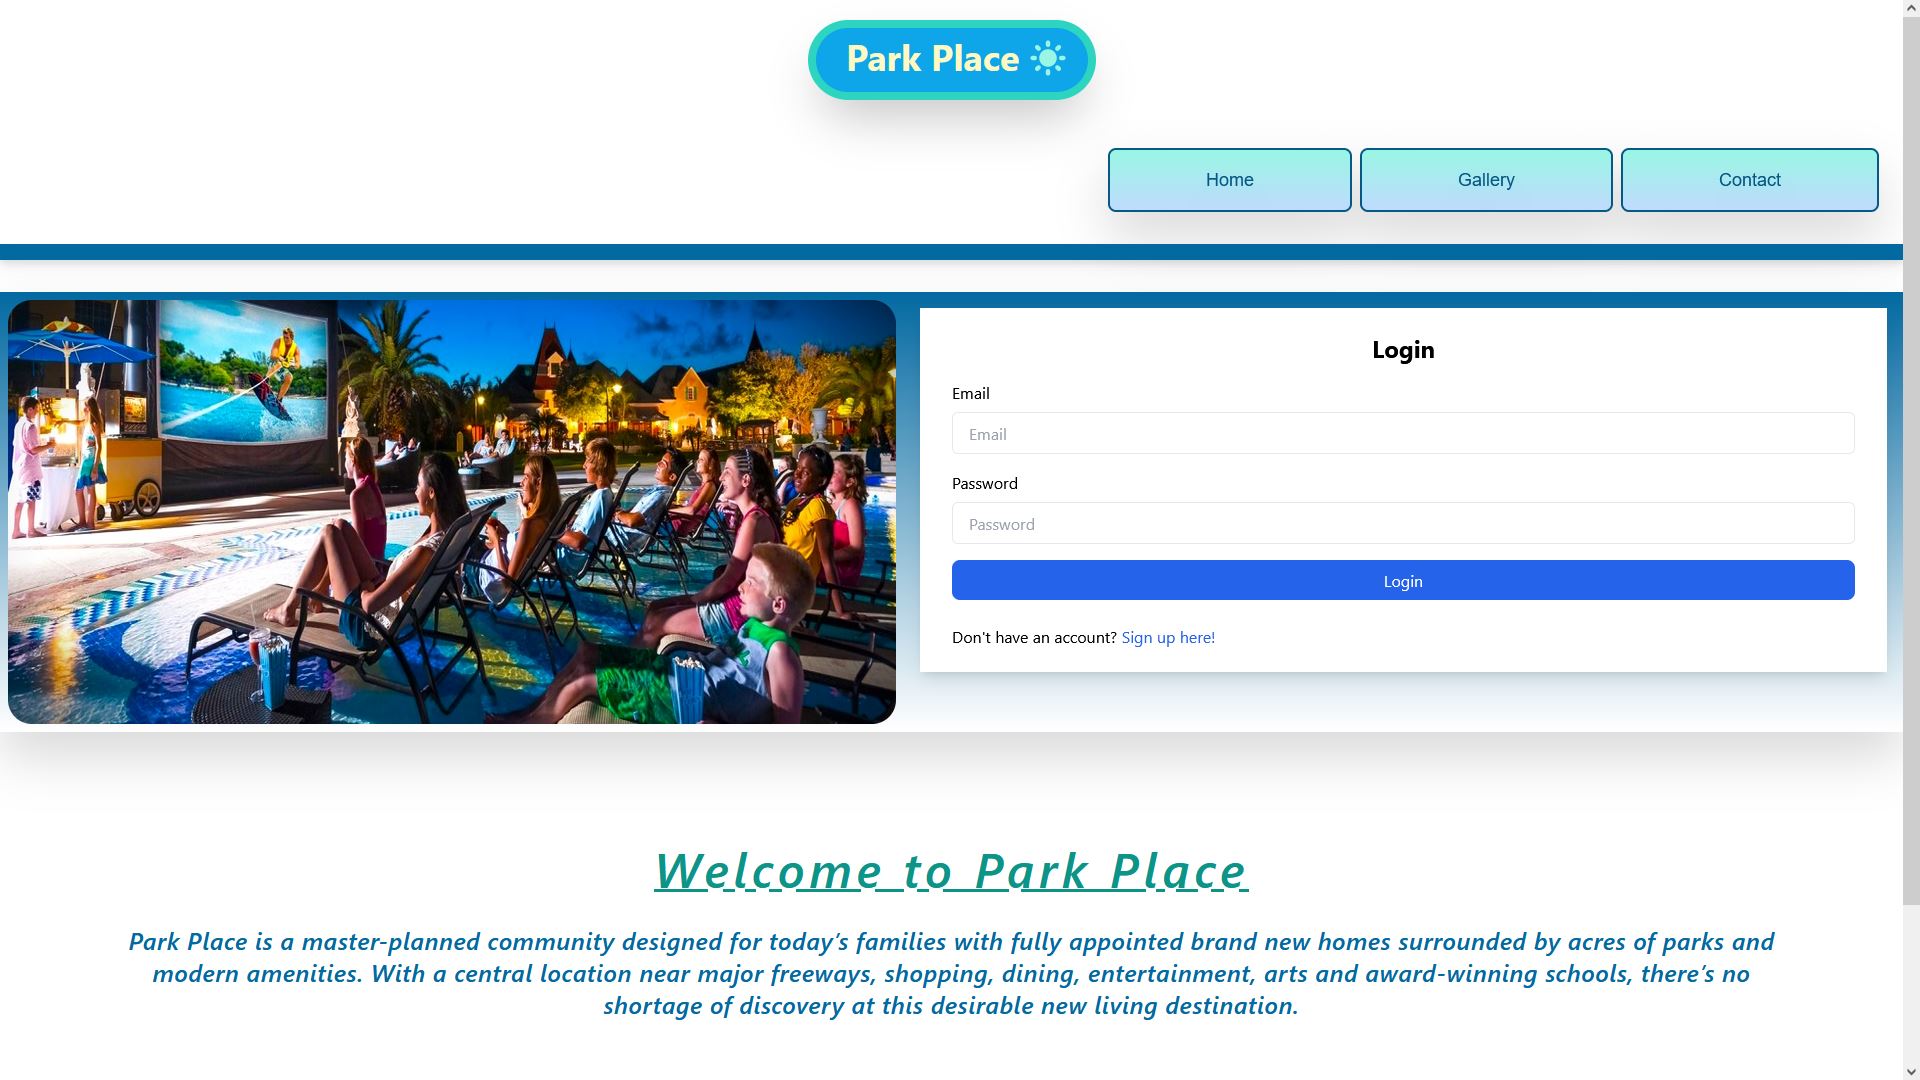 Park Place
Home
Gallery
Contact
Login
Email
Email
Password
Password
Login
Don't have an account? Sign up here!
Welcome to Park Place
Park Place is a master-planned community designed for today’s families with fully appointed brand new homes surrounded by acres of parks and
modern amenities. With a central location near major freeways, shopping, dining, entertainment, arts and award-winning schools, there’s no
shortage of discovery at this desirable new living destination.